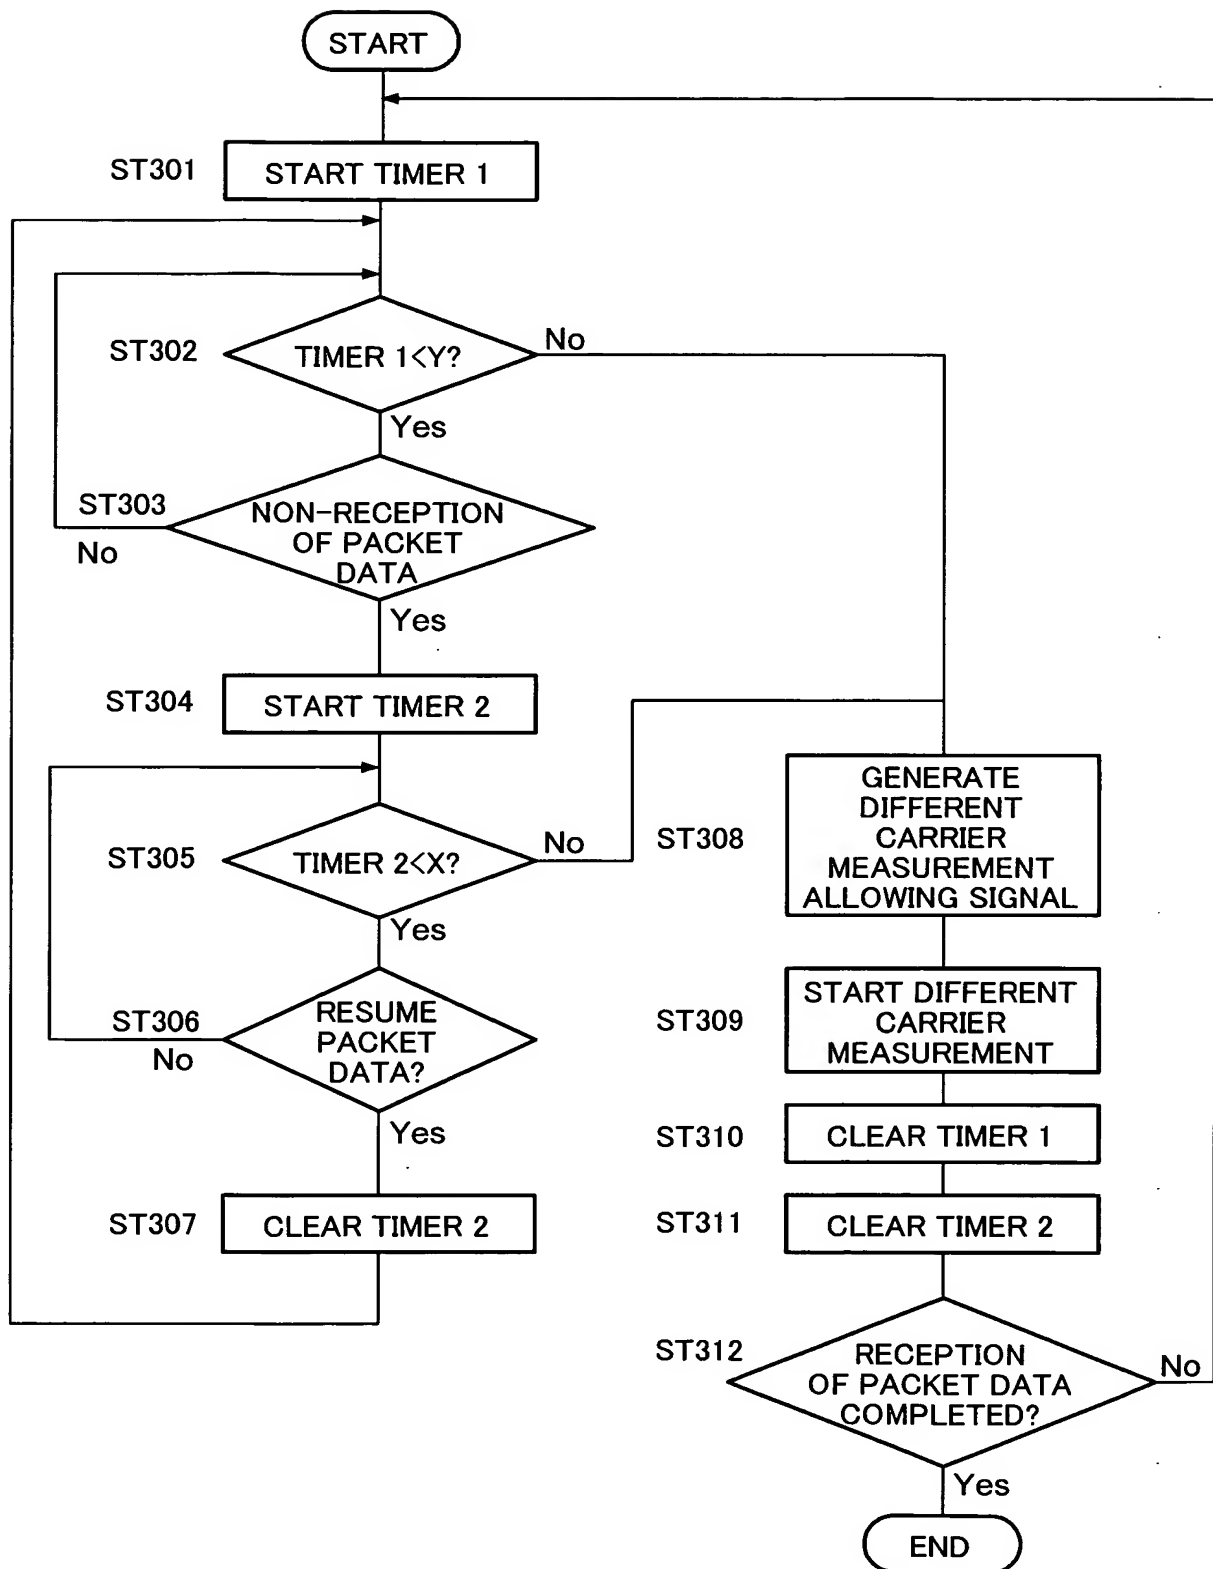 START
ST301
START TIMER 1
ST302
TIMER 1<Y?
No
Yes
ST303
NON-RECEPTION
OF PACKET
DATA
No
Yes
ST304
START TIMER 2
ST305
TIMER 2<X?
No
Yes
ST306
RESUME
PACKET
DATA?
No
Yes
ST307
CLEAR TIMER 2
ST308
GENERATE
DIFFERENT
CARRIER
MEASUREMENT
ALLOWING SIGNAL
ST309
START DIFFERENT
CARRIER
MEASUREMENT
ST310
CLEAR TIMER 1
ST311
CLEAR TIMER 2
ST312
RECEPTION
OF PACKET DATA
COMPLETED?
No
Yes
END